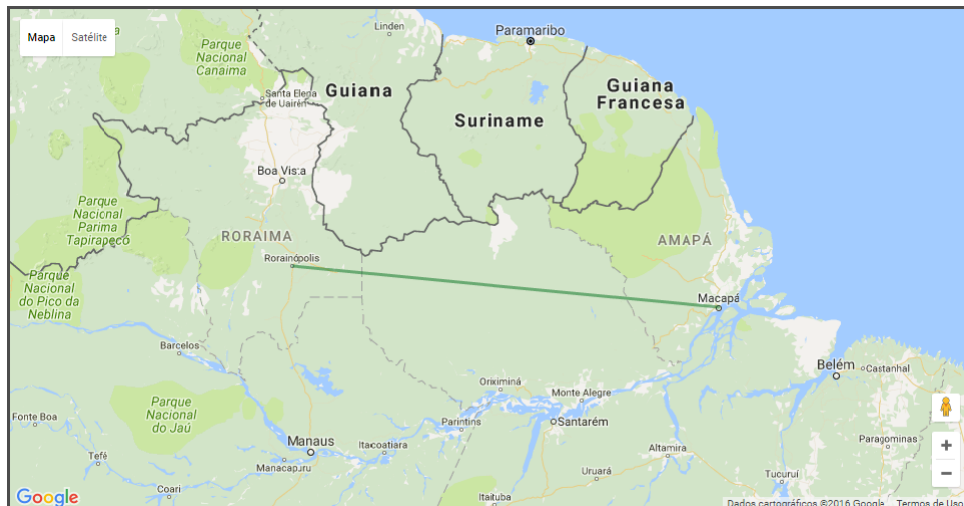 Mapa
Satélite
Linden
Paramaribo
Parque
Nacional
Canaima
Guiana
Guiana
Francesa
Santa Elena
de Uairén
Suriname
Boa Vista
Parque
Nacional
Parima
Tapirapecó
RORAIMA
AMAPÁ
Rorainópolis
Parque
Nacional
do Pico da
Neblina
Macapá
Barcelos
Belém
Castanhal
Oriximiná
Monte Alegre
Parque
Nacional
do Jaú
Fonte Boa
Parintins
Santarém
Manaus
Itacoatiara
Paragominas
Tefé
Manacapuru
Altamira
Uruará
Tucuruí
Coari
Itaituba
Google
Dados cartográficos ©2016 Google
Termos de Uso